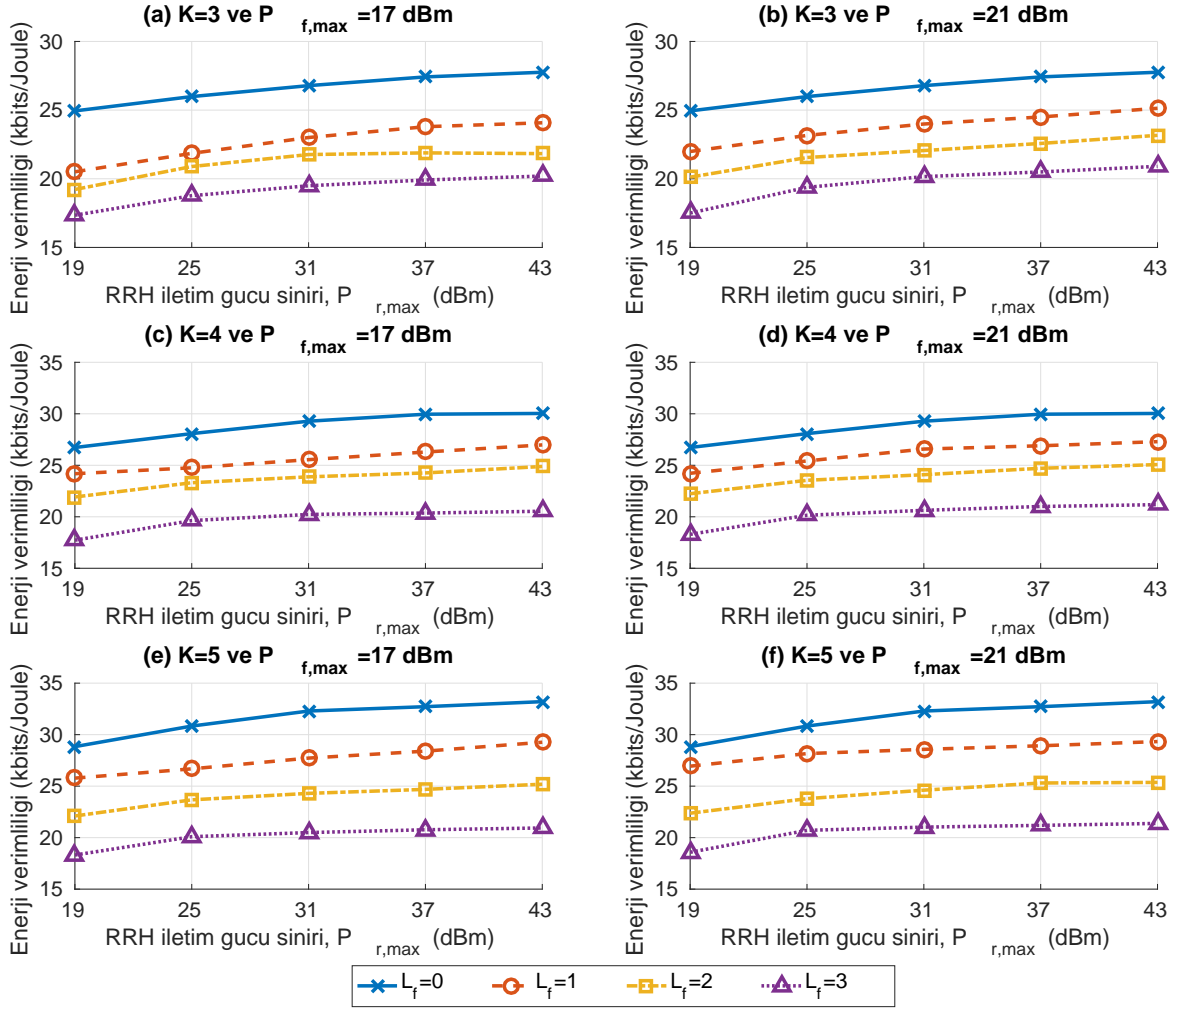 (a) K=3 ve P f,max =17 dBm
Enerji verimliligi (kbits/Joule)
30
25
20
15
19 25 31 37 43
RRH iletim gucu siniri, P r,max (dBm)
(b) K=3 ve P f,max =21 dBm
Enerji verimliligi (kbits/Joule)
30
25
20
15
19 25 31 37 43
RRH iletim gucu siniri, P r,max (dBm)
(c) K=4 ve P f,max =17 dBm
Enerji verimliligi (kbits/Joule)
35
30
25
20
15
19 25 31 37 43
RRH iletim gucu siniri, P r,max (dBm)
(d) K=4 ve P f,max =21 dBm
Enerji verimliligi (kbits/Joule)
35
30
25
20
15
19 25 31 37 43
RRH iletim gucu siniri, P r,max (dBm)
(e) K=5 ve P f,max =17 dBm
Enerji verimliligi (kbits/Joule)
35
30
25
20
15
19 25 31 37 43
RRH iletim gucu siniri, P r,max (dBm)
(f) K=5 ve P f,max =21 dBm
Enerji verimliligi (kbits/Joule)
35
30
25
20
15
19 25 31 37 43
RRH iletim gucu siniri, P r,max (dBm)
L_f=0 L_f=1 L_f=2 L_f=3